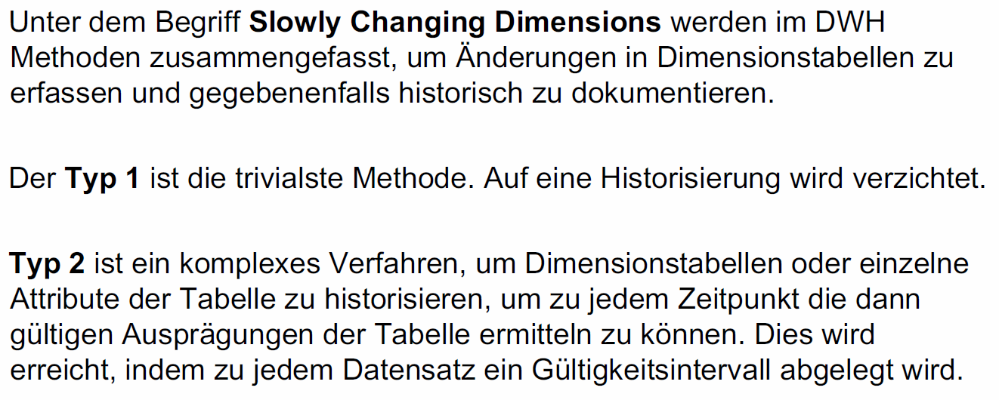 Unter dem Begriff Slowly Changing Dimensions werden im DWH
Methoden zusammengefasst, um Änderungen in Dimensionstabellen zu
erfassen und gegebenenfalls historisch zu dokumentieren.
Der Typ 1 ist die trivialste Methode. Auf eine Historisierung wird verzichtet.
Typ 2 ist ein komplexes Verfahren, um Dimensionstabellen oder einzelne
Attribute der Tabelle zu historisieren, um zu jedem Zeitpunkt die dann
gültigen Ausprägungen der Tabelle ermitteln zu können. Dies wird
erreicht, indem zu jedem Datensatz ein Gültigkeitsintervall abgelegt wird.